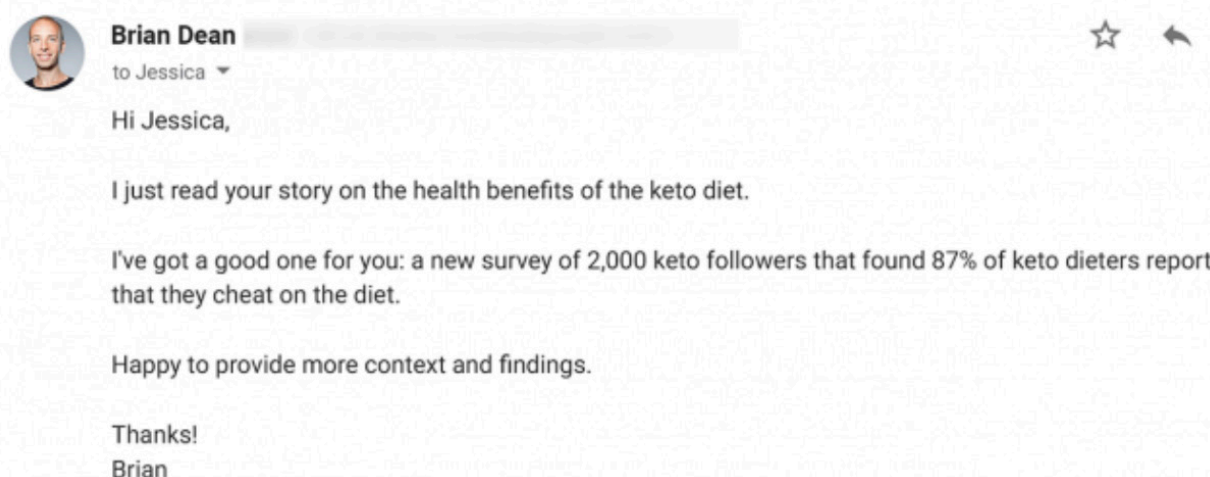 Brian Dean
to Jessica
Hi Jessica,
I just read your story on the health benefits of the keto diet.
I've got a good one for you: a new survey of 2,000 keto followers that found 87% of keto dieters report
that they cheat on the diet.
Happy to provide more context and findings.
Thanks!
Brian